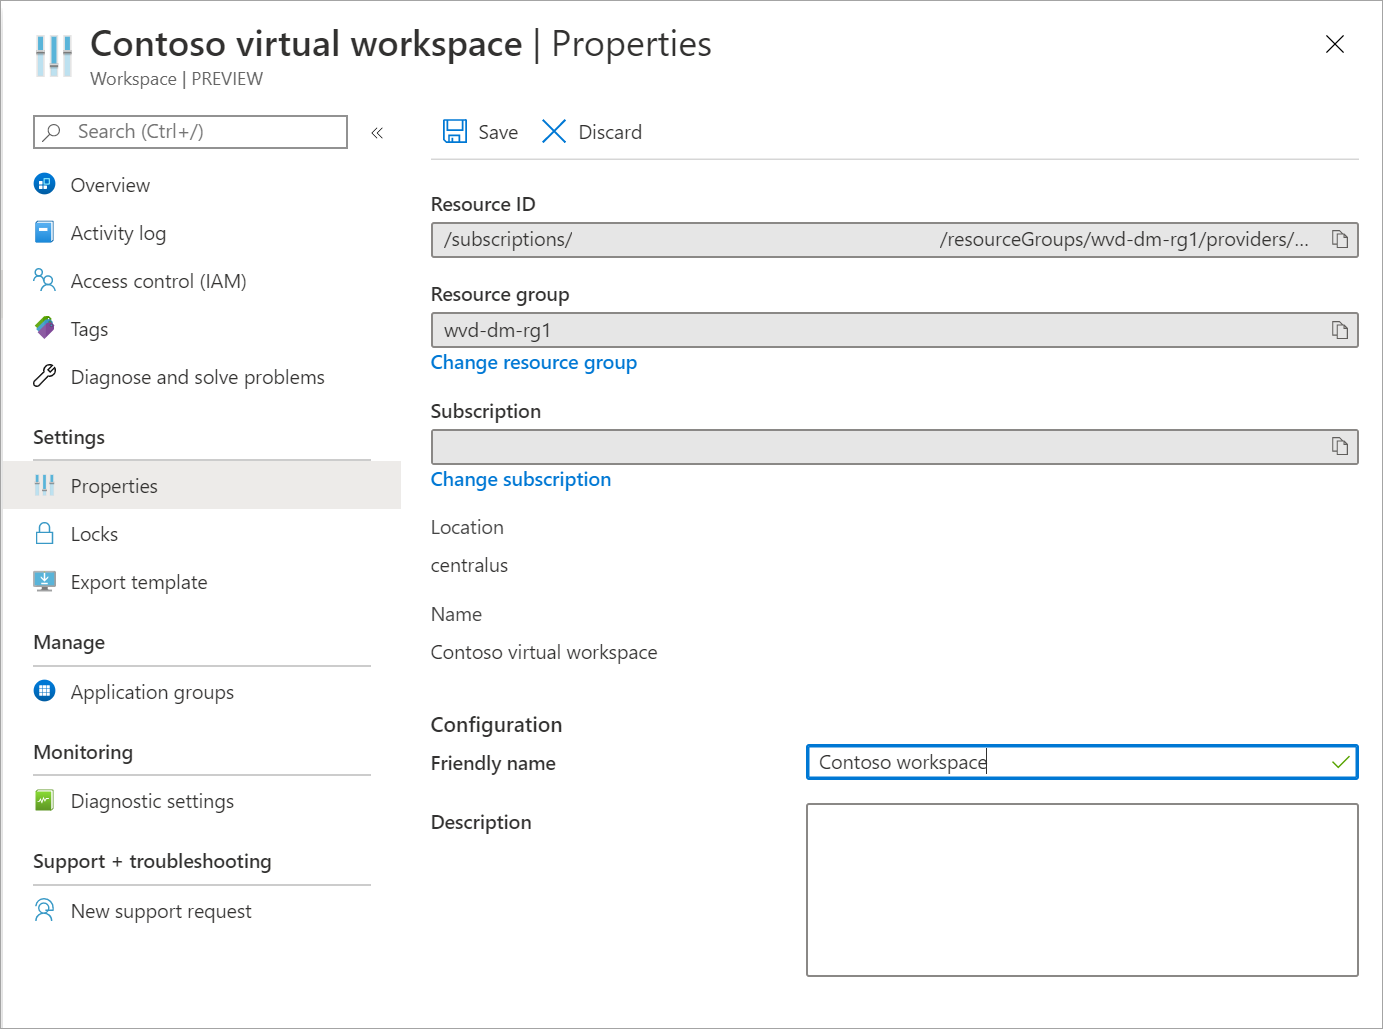 Contoso virtual workspace | Properties
Workspace | PREVIEW
Search (Ctrl+/)
«
Save
Discard
Overview
Activity log
Access control (IAM)
Tags
Diagnose and solve problems
Settings
Properties
Locks
Export template
Manage
Application groups
Monitoring
Diagnostic settings
Support + troubleshooting
New support request
Resource ID
/subscriptions/ /resourceGroups/wvd-dm-rg1/providers/...
Resource group
wvd-dm-rg1
Change resource group
Subscription
Change subscription
Location
centralus
Name
Contoso virtual workspace
Configuration
Friendly name
Contoso workspace
Description